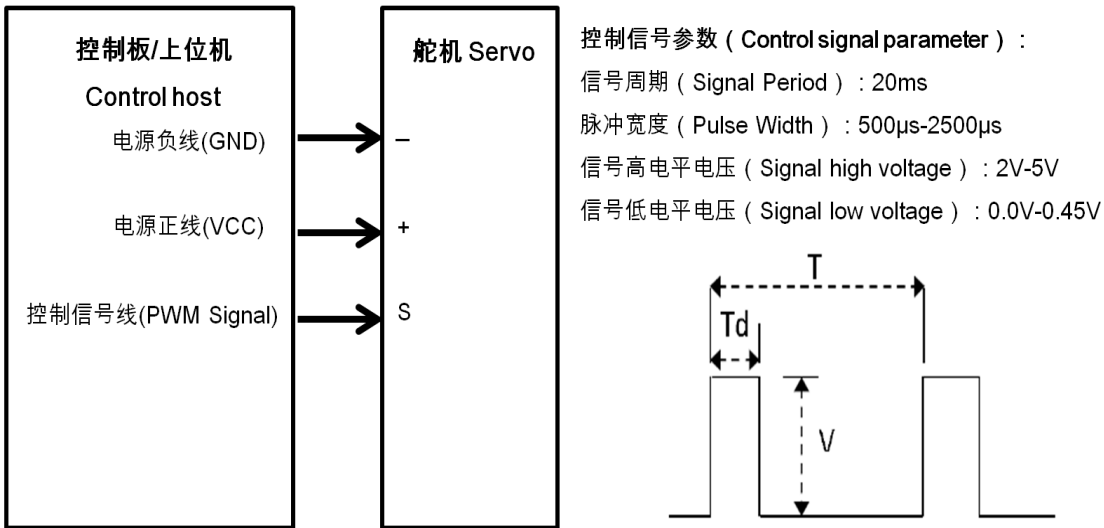 控制板/上位机
Control host
电源负线(GND)
电源正线(VCC)
控制信号线(PWM Signal)
舵机 Servo
–
+
S
控制信号参数（Control signal parameter）：
信号周期（Signal Period）：20ms
脉冲宽度（Pulse Width）：500μs-2500μs
信号高电平电压（Signal high voltage）：2V-5V
信号低电平电压（Signal low voltage）：0.0V-0.45V
T
Td
V